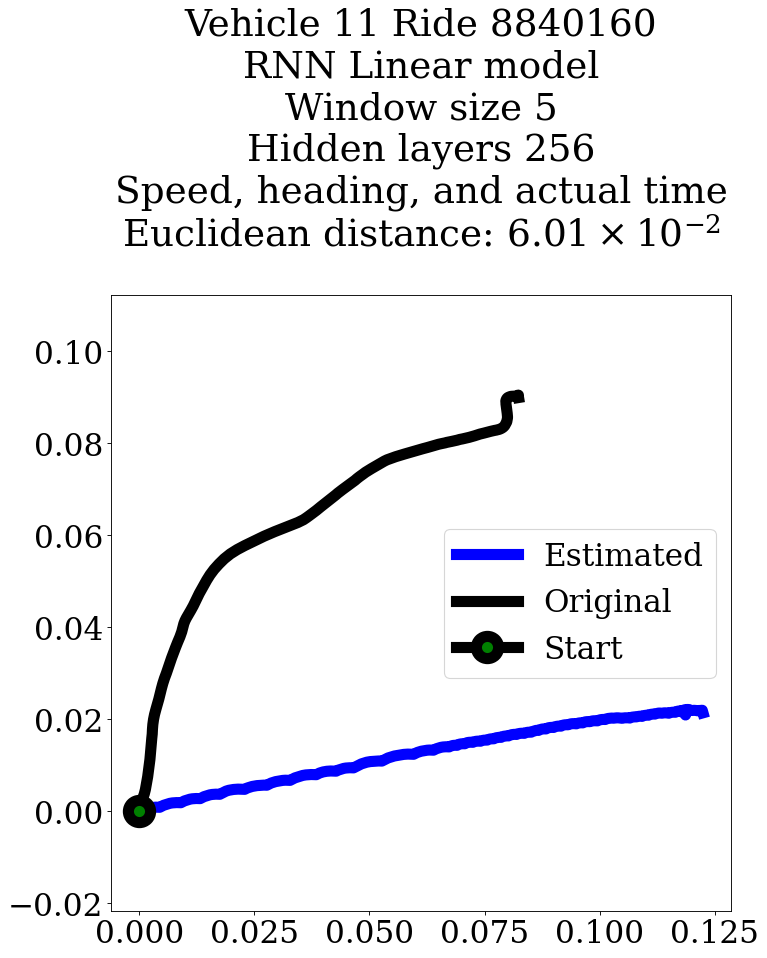 Vehicle 11 Ride 8840160
RNN Linear model
Window size 5
Hidden layers 256
Speed, heading, and actual time
Euclidean distance: 6.01 × 10⁻²
0.10
0.08
0.06
0.04
0.02
0.00
−0.02
Estimated
Original
Start
0.000 0.025 0.050 0.075 0.100 0.125